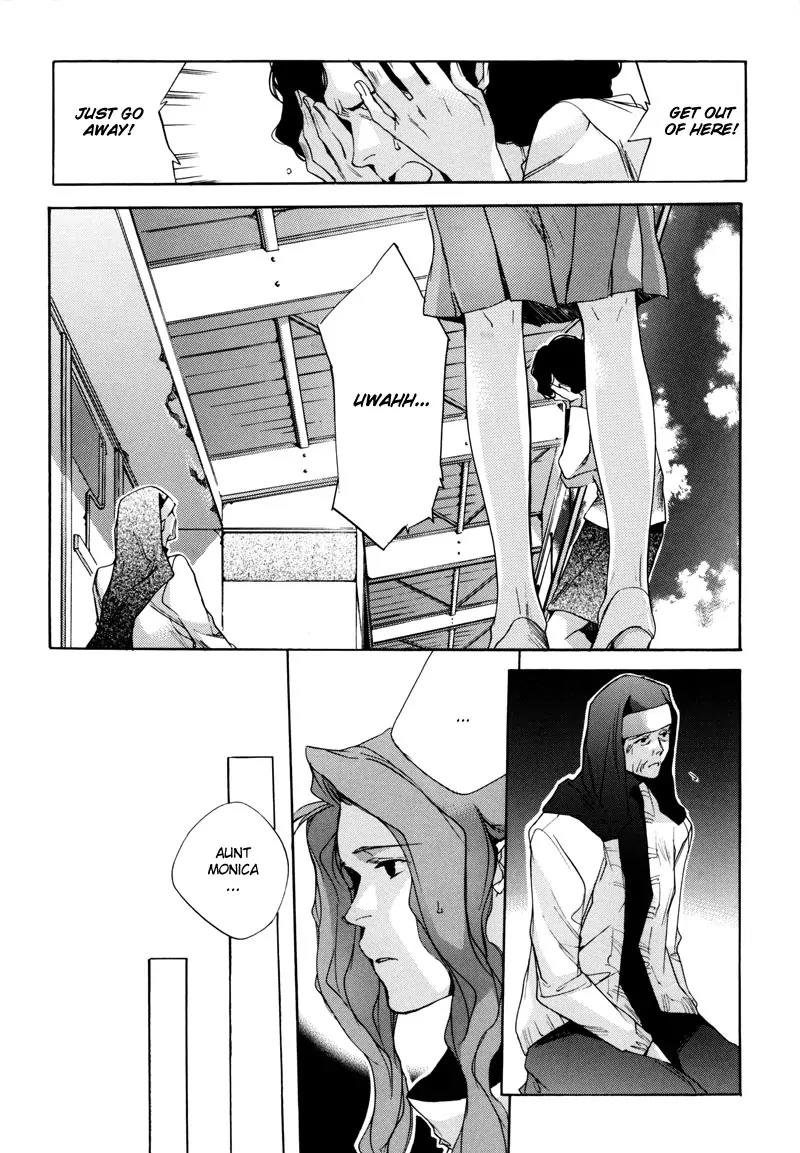 GET OUT
OF HERE!
JUST GO
AWAY!
UWAHH...
...
AUNT
MONICA
...